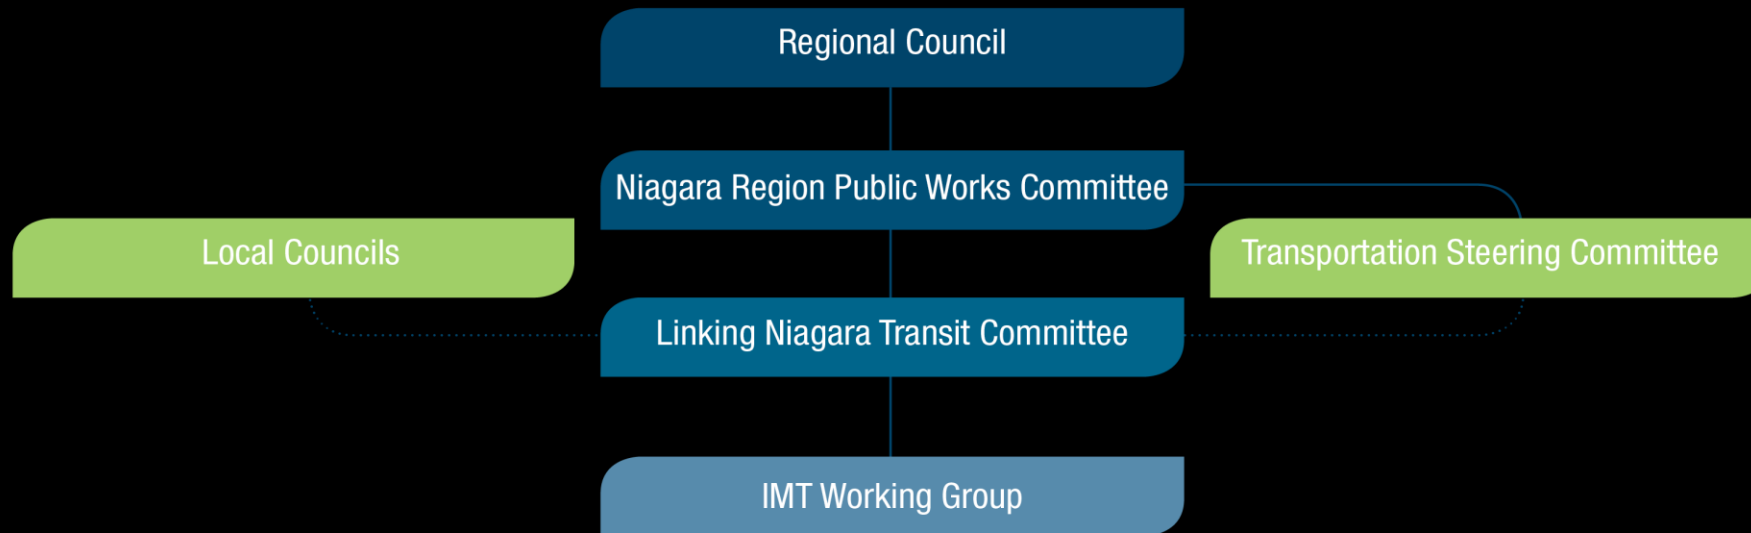 Regional Council
Niagara Region Public Works Committee
Local Councils
Transportation Steering Committee
Linking Niagara Transit Committee
IMT Working Group